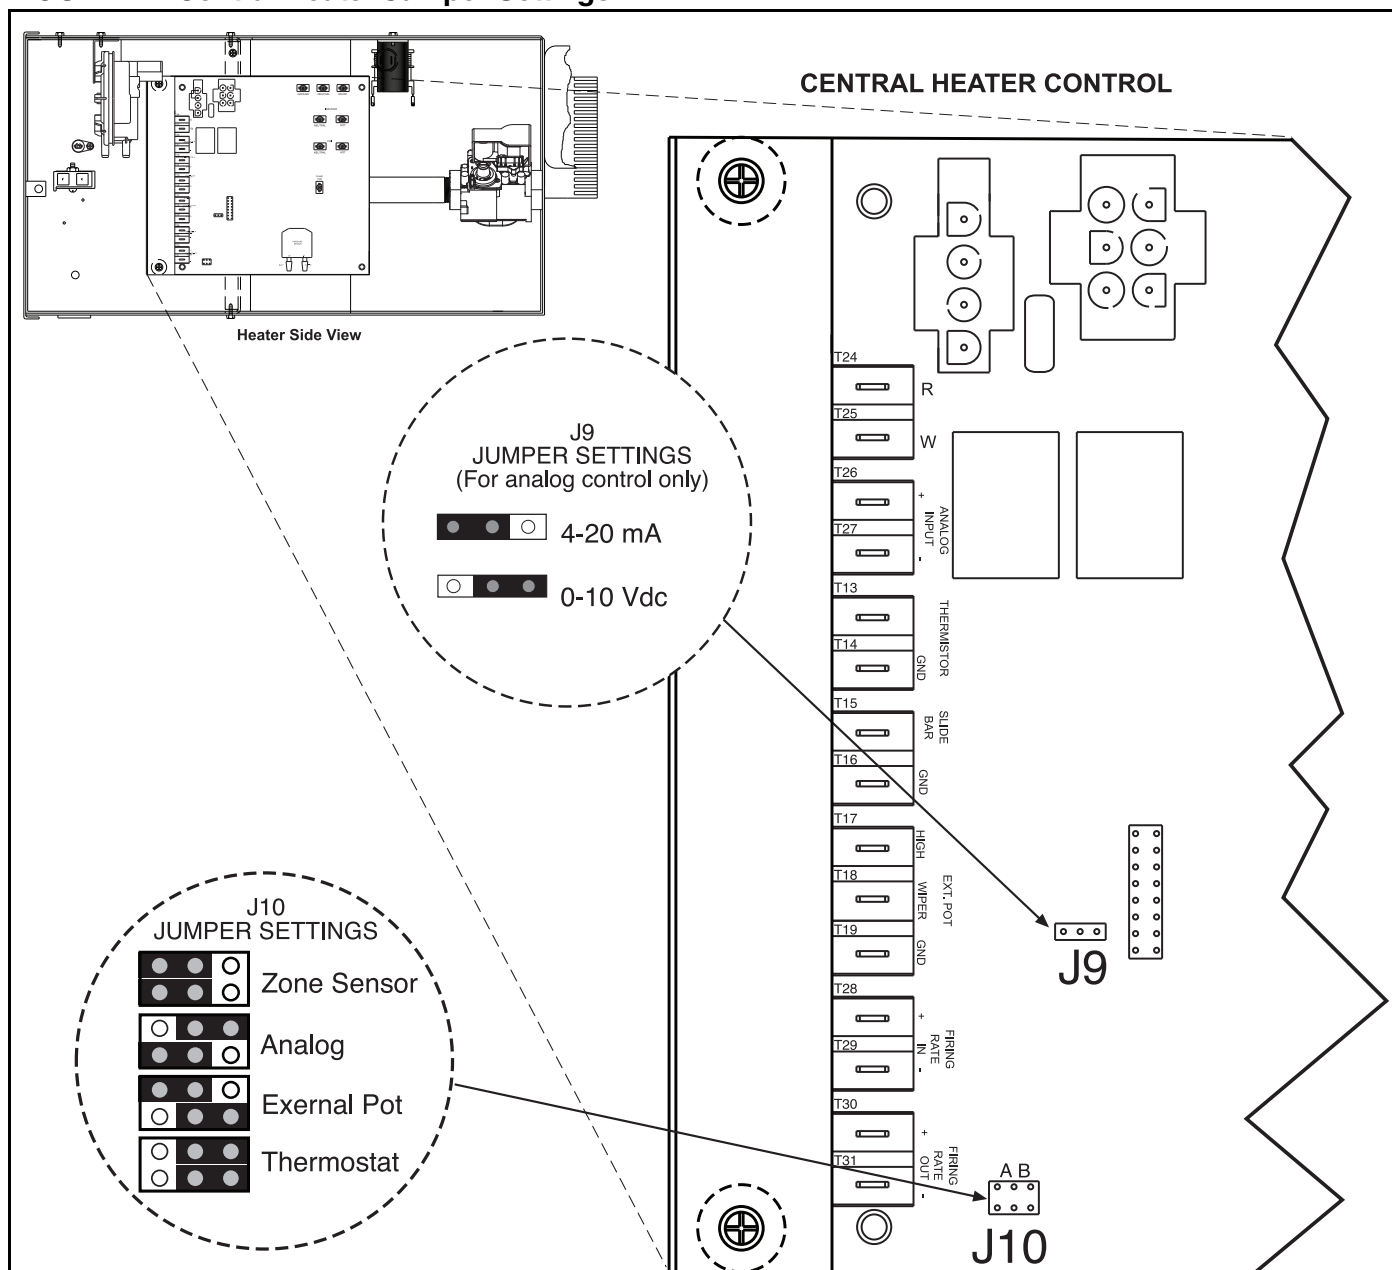 CENTRAL HEATER CONTROL
Heater Side View
J9
JUMPER SETTINGS
(For analog control only)
4-20 mA
0-10 Vdc
T24
R
T25
W
T26
+
ANALOG
INPUT
T27
-
T13
THERMISTOR
T14
GND
T15
SLIDE
BAR
T16
GND
T17
HIGH
T18
WIPER
EXT. POT
T19
GND
J9
T28
+
FIRING
RATE
IN
T29
-
T30
+
FIRING
RATE
OUT
T31
-
A B
J10
J10
JUMPER SETTINGS
Zone Sensor
Analog
Exernal Pot
Thermostat